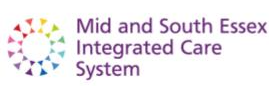 Mid and South Essex
Integrated Care
System